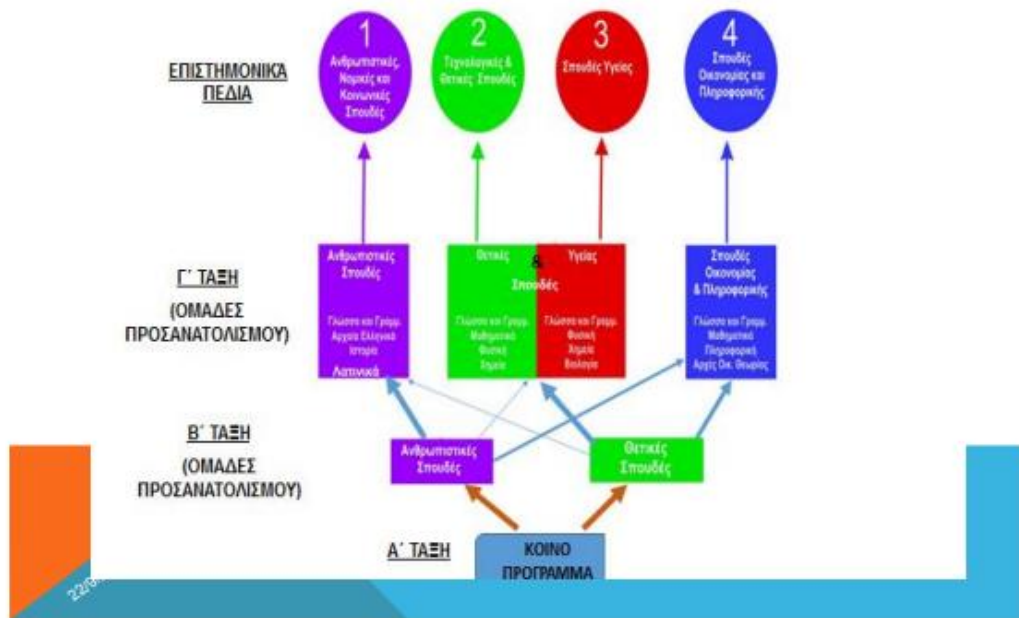 ΕΠΙΣΤΗΜΟΝΙΚΆ
ΠΕΔΙΑ
1
Ανθρωπιστικές,
Νομικές και
Κοινωνικές
Σπουδές
2
Τεχνολογικές &
Θετικές Σπουδές
3
Σπουδές Υγείας
4
Σπουδές
Οικονομίας και
Πληροφορικής
Γ΄ ΤΑΞΗ
(ΟΜΑΔΕΣ
ΠΡΟΣΑΝΑΤΟΛΙΣΜΟΥ)
Ανθρωπιστικές
Σπουδές
Γλώσσα και Γραμμ.
Αρχαία Ελληνικά
Ιστορία
Λατινικά
Θετικές & Υγείας
Σπουδές
Γλώσσα και Γραμμ.
Μαθηματικά
Φυσική
Χημεία
Γλώσσα και Γραμμ.
Φυσική
Χημεία
Βιολογία
Σπουδές
Οικονομίας
& Πληροφορικής
Γλώσσα και Γραμμ.
Μαθηματικά
Πληροφορική
Αρχές Οικ. Θεωρίας
Β΄ ΤΑΞΗ
(ΟΜΑΔΕΣ
ΠΡΟΣΑΝΑΤΟΛΙΣΜΟΥ)
Ανθρωπιστικές
Σπουδές
Θετικές
Σπουδές
Α΄ ΤΑΞΗ
ΚΟΙΝΟ
ΠΡΟΓΡΑΜΜΑ